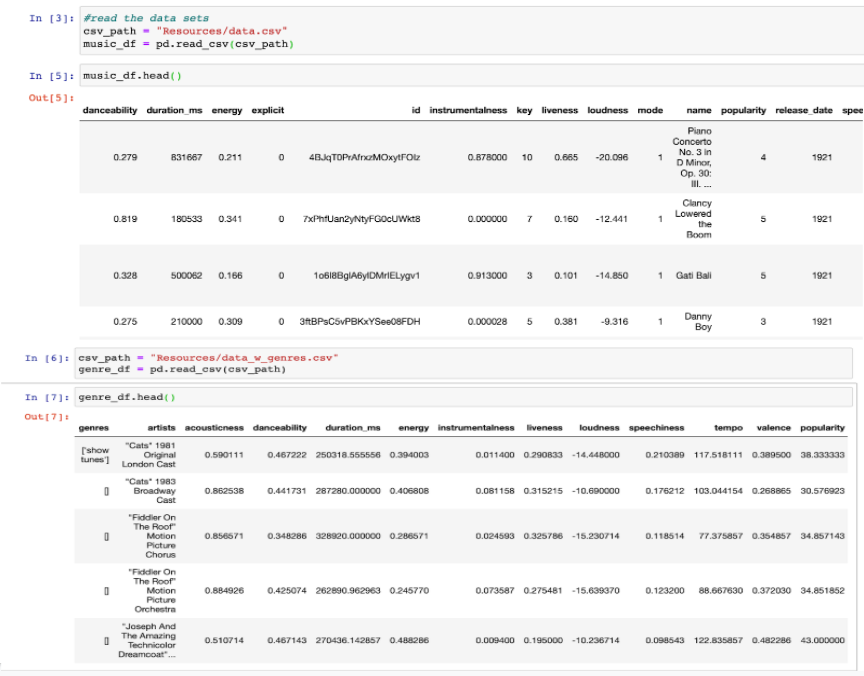 In [3]: #read the data sets
csv_path = "Resources/data.csv"
music_df = pd.read_csv(csv_path)
In [5]: music_df.head()
Out[5]:
danceability duration_ms energy explicit id instrumentalness key liveness loudness mode name popularity release_date spee
0.279 831667 0.211 0 4BJqT0PrAfrxzMOxytFOIz 0.878000 10 0.665 -20.096 1 Piano Concerto No. 3 in D Minor, Op. 30: III. ... 4 1921
0.819 180533 0.341 0 7xPhfUan2yNtyFG0cUWkt8 0.000000 7 0.160 -12.441 1 Clancy Lowered the Boom 5 1921
0.328 500062 0.166 0 1o6I8BglA6ylDMrIELygv1 0.913000 3 0.101 -14.850 1 Gati Bali 5 1921
0.275 210000 0.309 0 3ftBPsC5vPBKxYSee08FDH 0.000028 5 0.381 -9.316 1 Danny Boy 3 1921
In [6]: csv_path = "Resources/data_w_genres.csv"
genre_df = pd.read_csv(csv_path)
In [7]: genre_df.head()
Out[7]:
genres artists acousticness danceability duration_ms energy instrumentalness liveness loudness speechiness tempo valence popularity
['show tunes'] "Cats" 1981 Original London Cast 0.590111 0.467222 250318.555556 0.394003 0.011400 0.290833 -14.448000 0.210389 117.518111 0.389500 38.333333
[] "Cats" 1983 Broadway Cast 0.862538 0.441731 287280.000000 0.406808 0.081158 0.315215 -10.690000 0.176212 103.044154 0.268865 30.576923
[] "Fiddler On The Roof" Motion Picture Chorus 0.856571 0.348286 328920.000000 0.286571 0.024593 0.325786 -15.230714 0.118514 77.375857 0.354857 34.857143
[] "Fiddler On The Roof" Motion Picture Orchestra 0.884926 0.425074 262890.962963 0.245770 0.073587 0.275481 -15.639370 0.123200 88.667630 0.372030 34.851852
[] "Joseph And The Amazing Technicolor Dreamcoat"... 0.510714 0.467143 270436.142857 0.488286 0.009400 0.195000 -10.236714 0.098543 122.835857 0.482286 43.000000